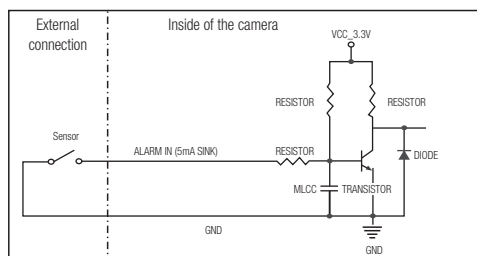 External
connection
Inside of the camera
VCC_3.3V
RESISTOR
RESISTOR
Sensor
ALARM IN (5mA SINK)
RESISTOR
DIODE
MLCC
TRANSISTOR
GND
GND